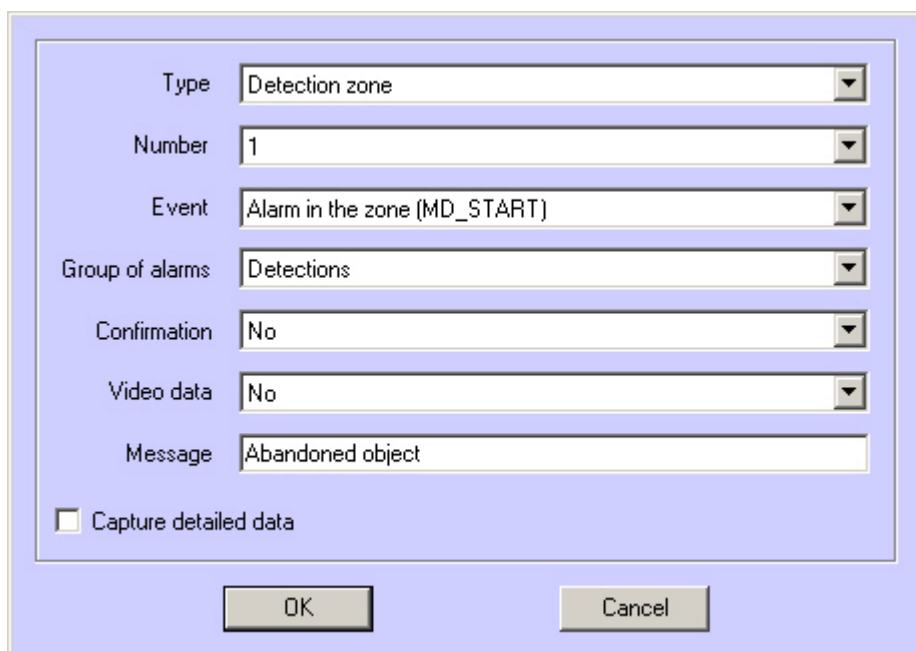 Type Detection zone
Number 1
Event Alarm in the zone (MD_START)
Group of alarms Detections
Confirmation No
Video data No
Message Abandoned object
Capture detailed data
OK Cancel